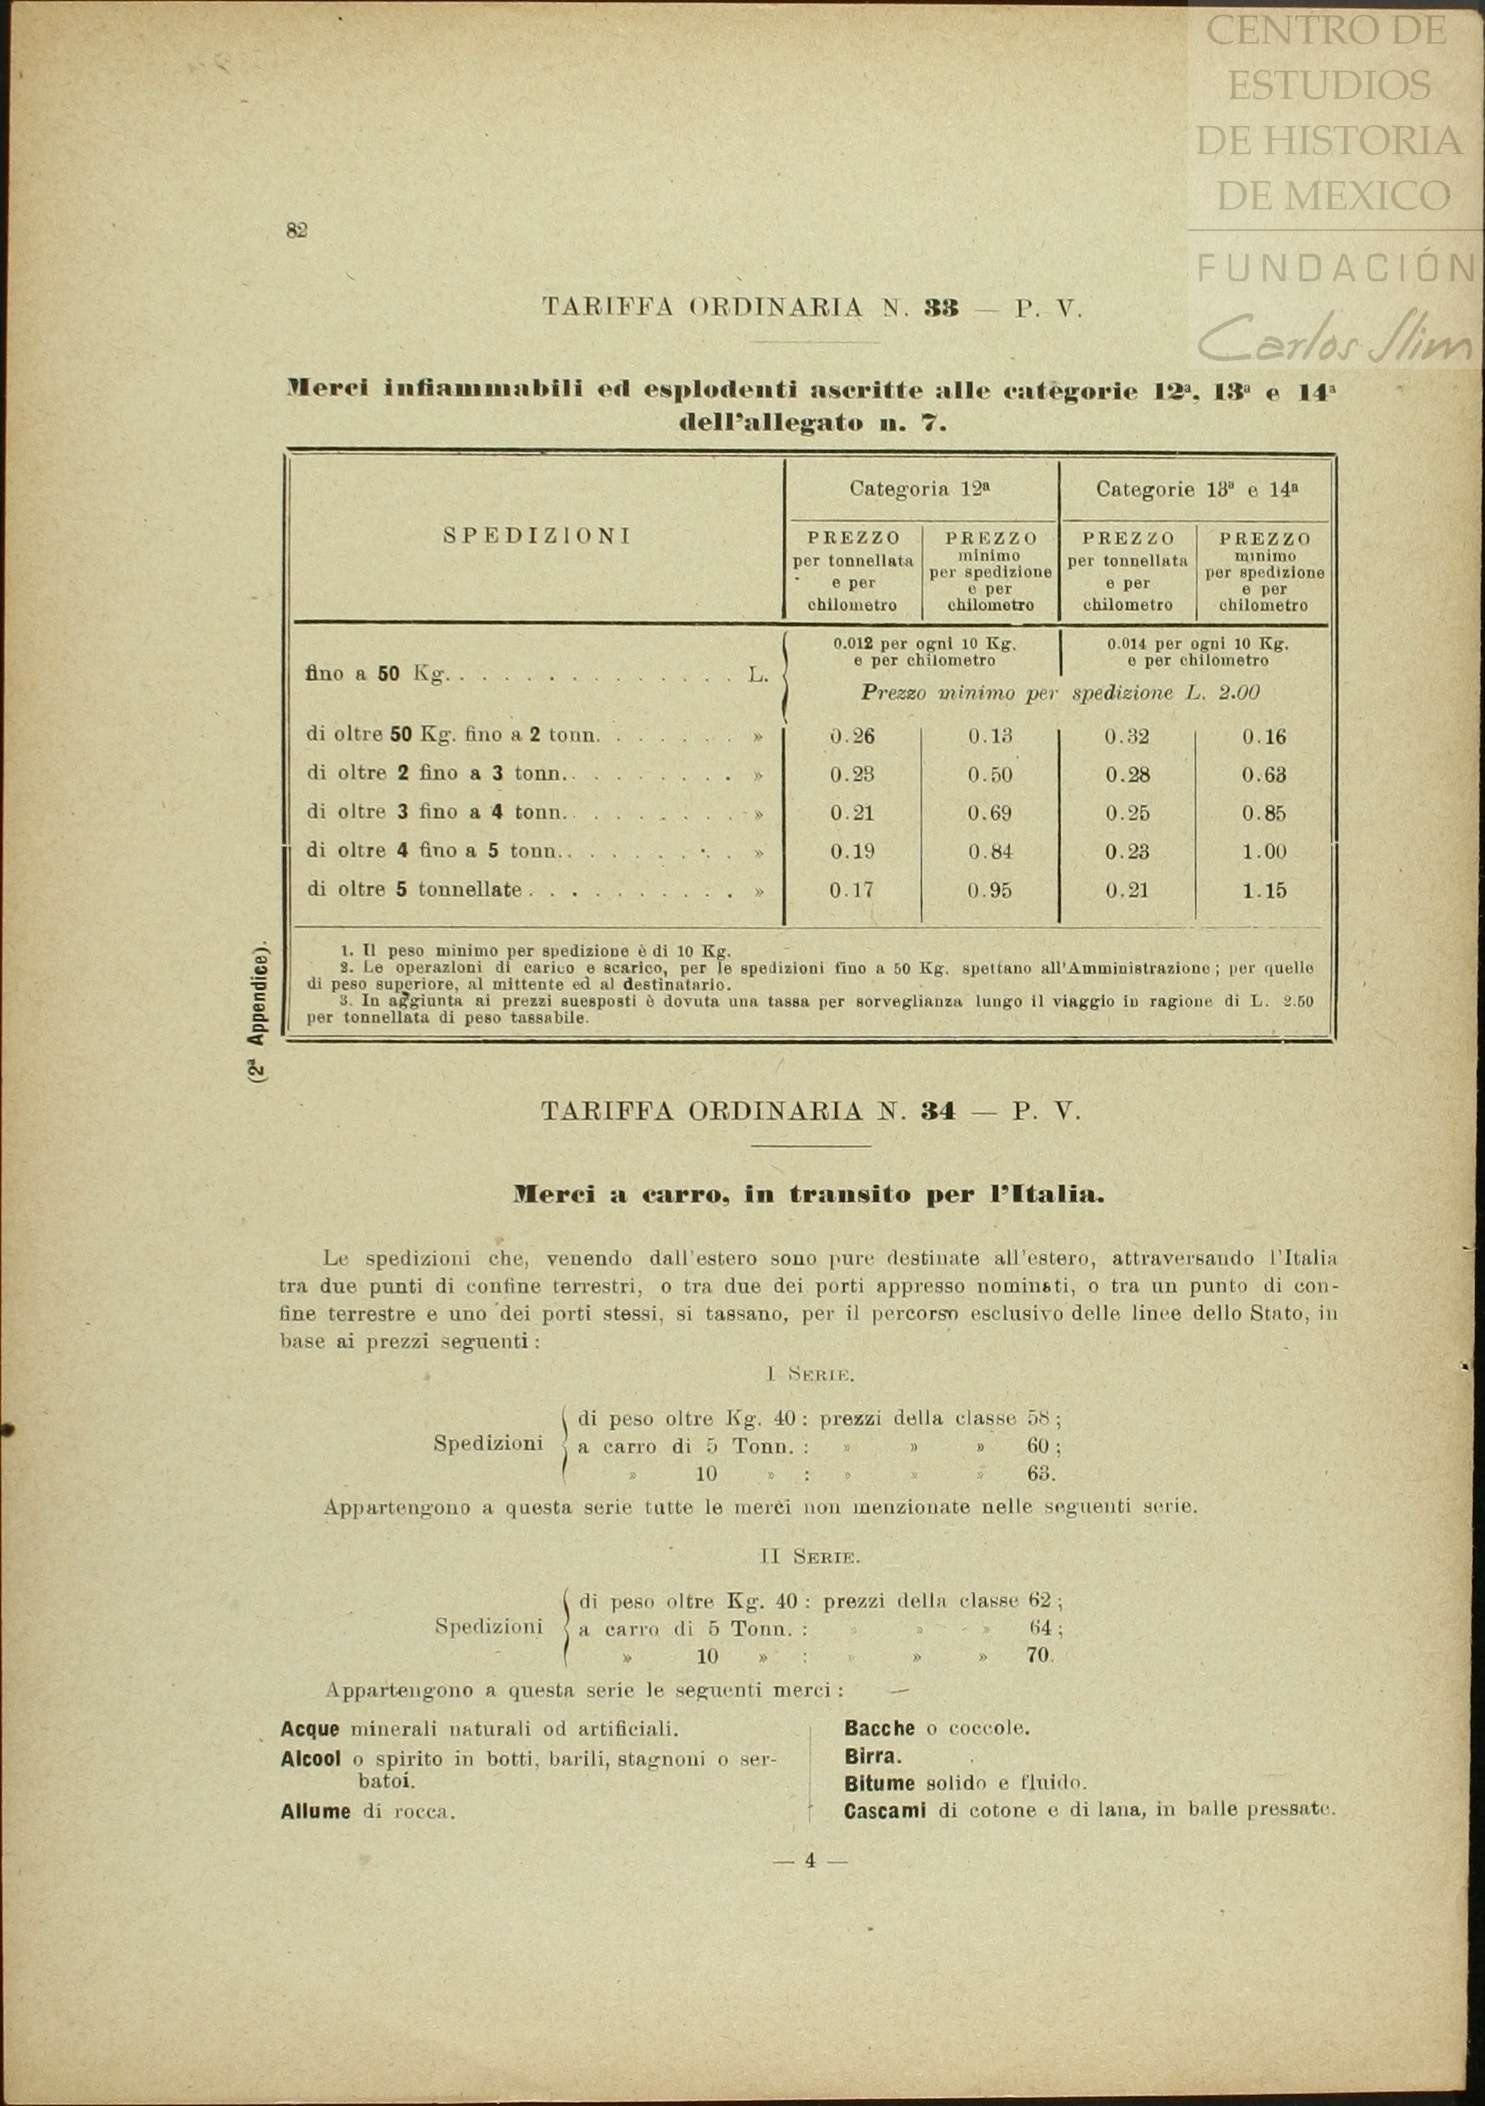 CENTRO DE
ESTUDIOS
DE HISTORIA
DE MEXICO
FUNDACIÓN
Carlos Slim
82
TARIFFA ORDINARIA N. 33 — P. V.
Merci infiammabili ed esplodenti ascritte alle categorie 12ª, 13ª e 14ª
dell'allegato n. 7.
SPEDIZIONI
Categoria 12ª
Categorie 13ª e 14ª
PREZZO per tonnellata e per chilometro
PREZZO minimo per spedizione e per chilometro
PREZZO per tonnellata e per chilometro
PREZZO minimo per spedizione e per chilometro
fino a 50 Kg. . . . . . . . . . . . . . L.
0.012 per ogni 10 Kg. e per chilometro
0.014 per ogni 10 Kg. e per chilometro
Prezzo minimo per spedizione L. 2.00
di oltre 50 Kg. fino a 2 tonn. . . . . . . » 0.26 0.13 0.32 0.16
di oltre 2 fino a 3 tonn. . . . . . . . . » 0.23 0.50 0.28 0.63
di oltre 3 fino a 4 tonn. . . . . . . . . » 0.21 0.69 0.25 0.85
di oltre 4 fino a 5 tonn. . . . . . . . . » 0.19 0.84 0.23 1.00
di oltre 5 tonnellate . . . . . . . . . . » 0.17 0.95 0.21 1.15
1. Il peso minimo per spedizione è di 10 Kg.
2. Le operazioni di carico e scarico, per le spedizioni fino a 50 Kg. spettano all'Amministrazione; per quelle
di peso superiore, al mittente ed al destinatario.
3. In aggiunta ai prezzi suesposti è dovuta una tassa per sorveglianza lungo il viaggio in ragione di L. 2.50
per tonnellata di peso tassabile.
(2ª Appendice).
TARIFFA ORDINARIA N. 34 — P. V.
Merci a carro, in transito per l'Italia.
Le spedizioni che, venendo dall'estero sono pure destinate all'estero, attraversando l'Italia
tra due punti di confine terrestri, o tra due dei porti appresso nominati, o tra un punto di con-
fine terrestre e uno dei porti stessi, si tassano, per il percorso esclusivo delle linee dello Stato, in
base ai prezzi seguenti :
I SERIE.
di peso oltre Kg. 40 : prezzi della classe 58 ;
Spedizioni a carro di 5 Tonn. : » » » 60 ;
» 10 » : » » » 63.
Appartengono a questa serie tutte le merci non menzionate nelle seguenti serie.
II SERIE.
di peso oltre Kg. 40 : prezzi della classe 62 ;
Spedizioni a carro di 5 Tonn. : » » » 64 ;
» 10 » : » » » 70.
Appartengono a questa serie le seguenti merci : —
Acque minerali naturali od artificiali.
Alcool o spirito in botti, barili, stagnoni o ser-
batoi.
Allume di rocca.
Bacche o coccole.
Birra.
Bitume solido e fluido.
Cascami di cotone e di lana, in balle pressate.
— 4 —